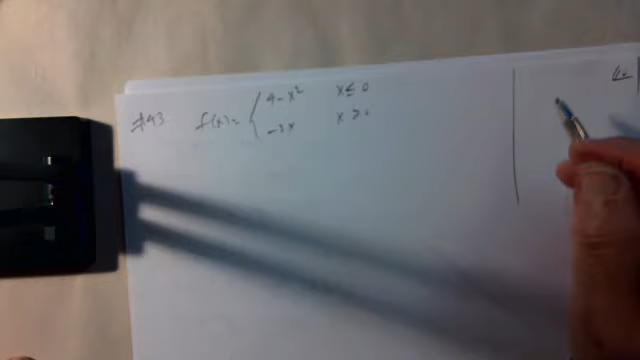 #43 f(x) = { 4-x² x ≤ 0
-3x x > 0